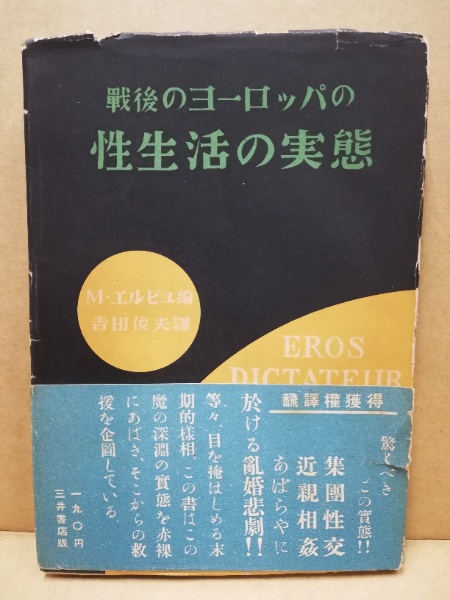 戰後のヨーロッパの
性生活の実態
M・エルビュ編
吉田俊夫譯
EROS
DICTATEUR
飜譯權獲得
驚くべき
この實態!!
集團性交
近親相姦
あばらやに
於ける亂婚悲劇!!
等々、目を掩はしめる末
期的樣相。この書はこの
魔の深淵の實態を赤裸
にあばき、そこからの救
援を企圖している。
一九〇円
三井書店版